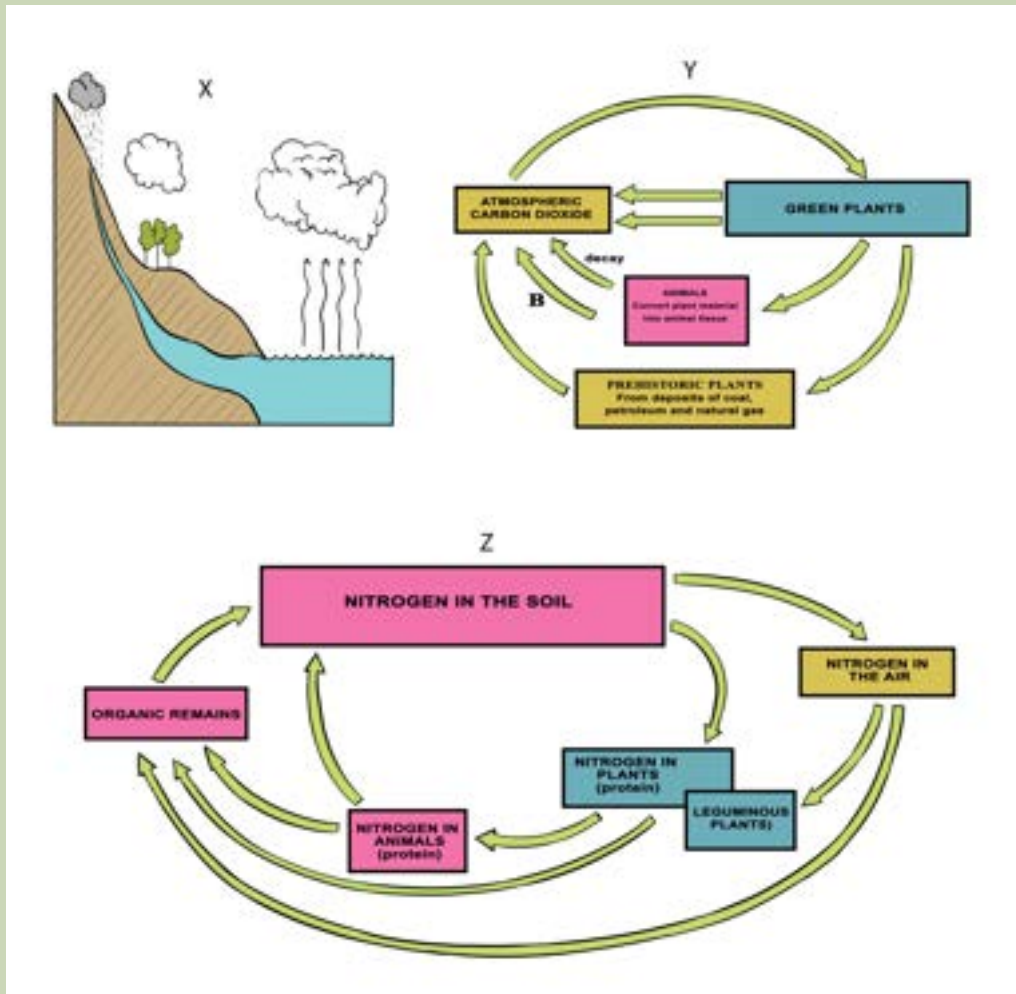 X
Y
ATMOSPHERIC
CARBON DIOXIDE
GREEN PLANTS
decay
B
ANIMALS
Convert plant material
into animal tissue
PREHISTORIC PLANTS
From deposits of coal,
petroleum and natural gas
Z
NITROGEN IN THE SOIL
NITROGEN IN
THE AIR
ORGANIC REMAINS
NITROGEN IN
PLANTS
(protein)
LEGUMINOUS
PLANTS)
NITROGEN IN
ANIMALS
(protein)